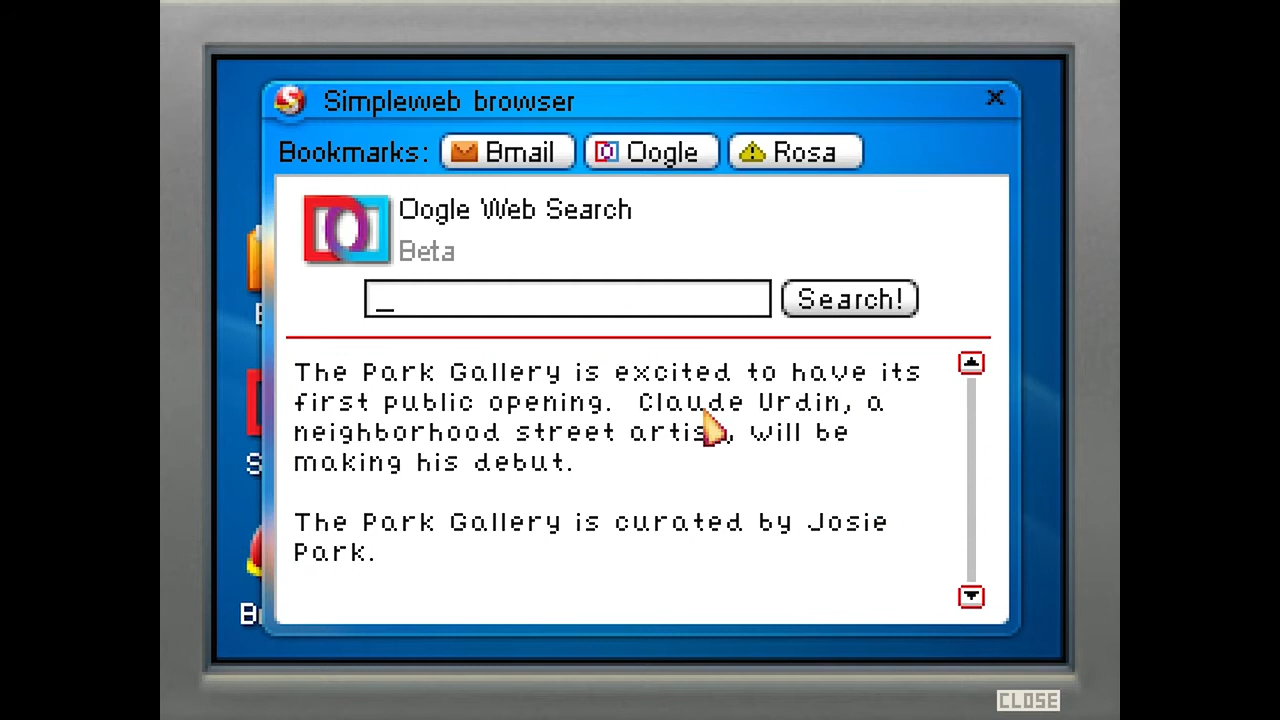 Simpleweb browser
Bookmarks: Bmail Oogle Rosa
Oogle Web Search
Beta
_ Search!
The Park Gallery is excited to have its
first public opening. Claude Urdin, a
neighborhood street artist, will be
making his debut.
The Park Gallery is curated by Josie
Park.
CLOSE